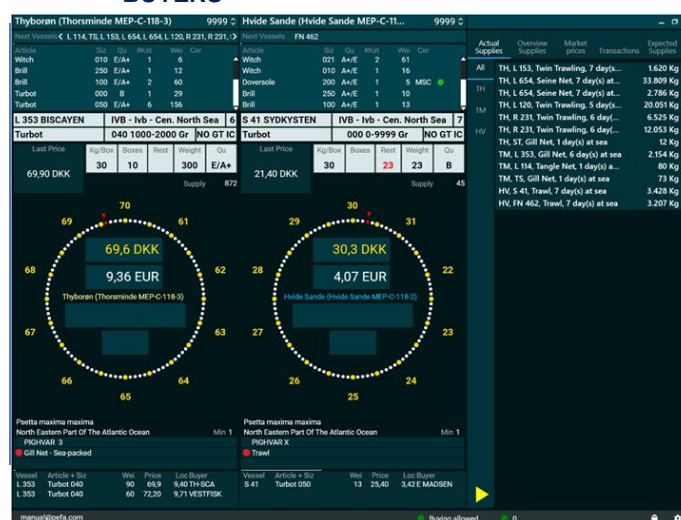 BUYERS
Thyborøn (Thorsminde MEP-C-118-3) 9999
Next Vessels L 114, TS, L 153, L 654, L 654, L 120, R 231, R 231,
Article Siz Qu #Kst Wei Cer
Witch 010 E/A+ 1 6
Brill 250 E/A+ 1 12
Brill 100 E/A+ 2 60
Turbot 000 B 1 29
Turbot 050 E/A+ 6 156
L 353 BISCAYEN IVB - Ivb - Cen. North Sea 6
Turbot 040 1000-2000 Gr NO GT IC
Last Price Kg/Box Boxes Rest Weight Qu
69,90 DKK 30 10 300 E/A+
Supply 872
70
69 61
68 62
67 63
66 64
65
69,6 DKK
9,36 EUR
Thyborøn (Thorsminde MEP-C-118-3)
Psetta maxima maxima
North Eastern Part Of The Atlantic Ocean Min 1
PIGHVAR 3
Gill Net - Sea-packed
Vessel Article + Siz Wei Price Loc Buyer
L 353 Turbot 040 90 69,9 9,40 TH-SCA
L 353 Turbot 040 60 72,20 9,71 VESTFISK
Hvide Sande (Hvide Sande MEP-C-11... 9999
Next Vessels FN 462
Article Siz Qu #Kst Wei Cer
Witch 021 A+/E 2 61
Witch 010 A+/E 1 16
Doversole 200 A+/E 1 5 MSC
Brill 250 A+/E 1 10
Brill 100 A+/E 1 13
S 41 SYDKYSTEN IVB - Ivb - Cen. North Sea 7
Turbot 000 0-9999 Gr NO GT IC
Last Price Kg/Box Boxes Rest Weight Qu
21,40 DKK 30 23 23 B
Supply 45
30
29 31
28 22
27 23
26 24
25
30,3 DKK
4,07 EUR
Hvide Sande (Hvide Sande MEP-C-118-2)
Psetta maxima maxima
North Eastern Part Of The Atlantic Ocean Min 1
PIGHVAR X
Trawl
Vessel Article + Siz Wei Price Loc Buyer
S 41 Turbot 050 13 25,40 3,42 E MADSEN
Actual Supplies Overview Supplies Market prices Transactions Expected Supplies
All
TH
TM
HV
TH, L 153, Twin Trawling, 7 day(s... 1.620 Kg
TH, L 654, Seine Net, 7 day(s) at... 33.809 Kg
TH, L 654, Seine Net, 7 day(s) at... 2.786 Kg
TH, L 120, Twin Trawling, 5 day(s... 20.051 Kg
TH, R 231, Twin Trawling, 6 day(... 6.525 Kg
TH, R 231, Twin Trawling, 6 day(... 12.053 Kg
TH, ST, Gill Net, 1 day(s) at sea 12 Kg
TM, L 353, Gill Net, 6 day(s) at sea 2.154 Kg
TM, L 114, Tangle Net, 1 day(s) a... 80 Kg
TM, TS, Gill Net, 1 day(s) at sea 73 Kg
HV, S 41, Trawl, 7 day(s) at sea 3.428 Kg
HV, FN 462, Trawl, 7 day(s) at sea 3.207 Kg
manual@pefa.com Buying allowed 0